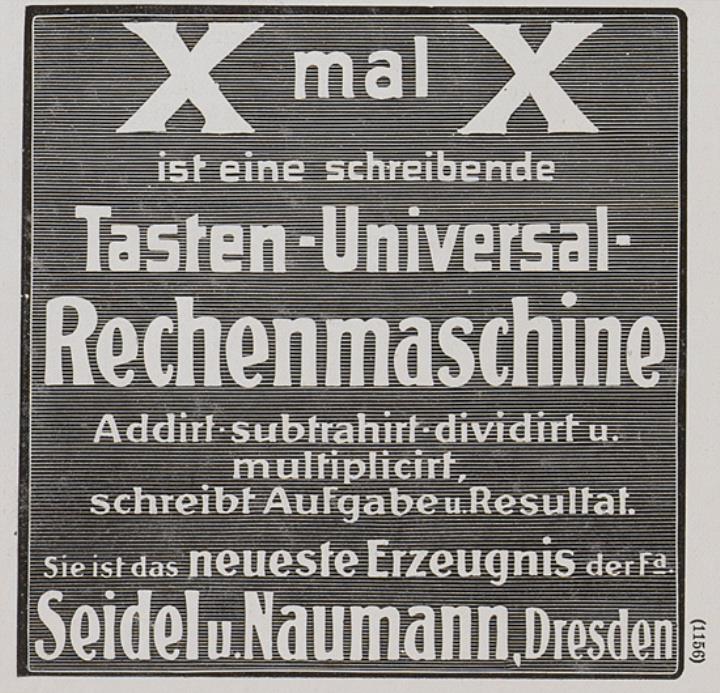 X mal X
ist eine schreibende
Tasten-Universal-
Rechenmaschine
Addirt-subtrahirt-dividirt u.
multiplicirt,
schreibt Aufgabe u. Resultat.
Sie ist das neueste Erzeugnis der Fa.
Seidel u. Naumann, Dresden
(1156)